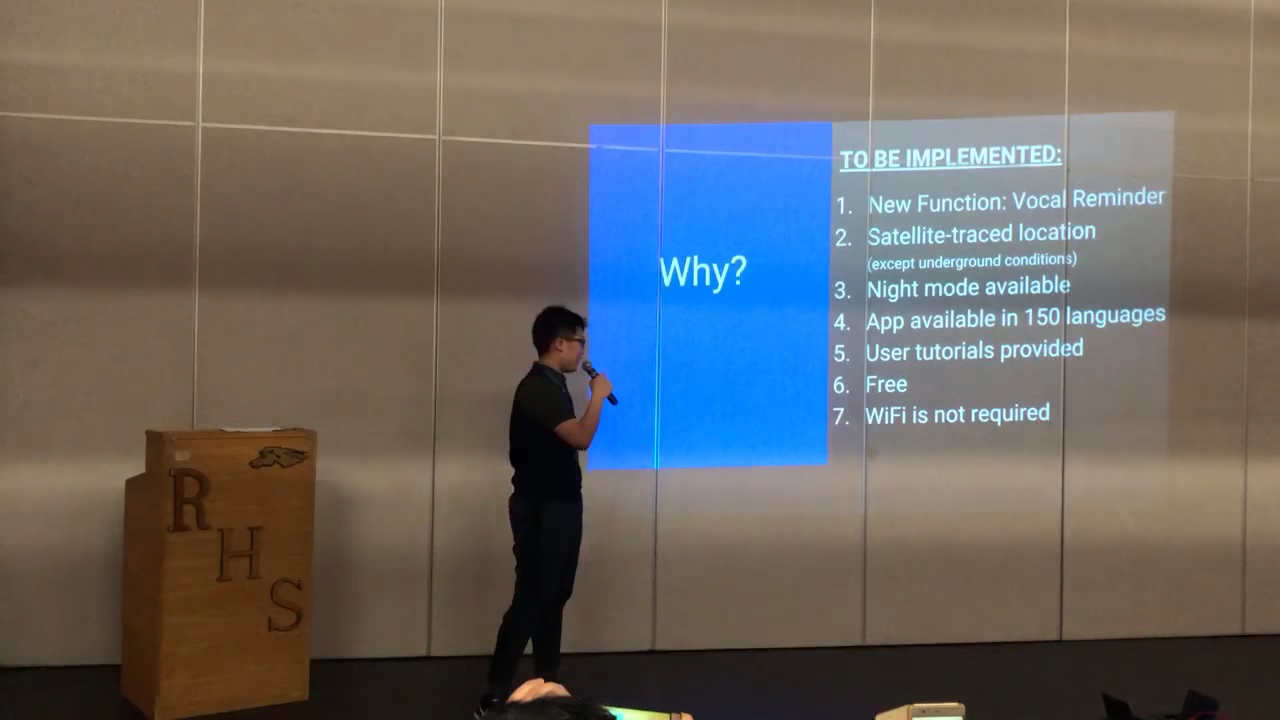 Why?
TO BE IMPLEMENTED:
1. New Function: Vocal Reminder
2. Satellite-traced location
(except underground conditions)
3. Night mode available
4. App available in 150 languages
5. User tutorials provided
6. Free
7. WiFi is not required
R
H
S